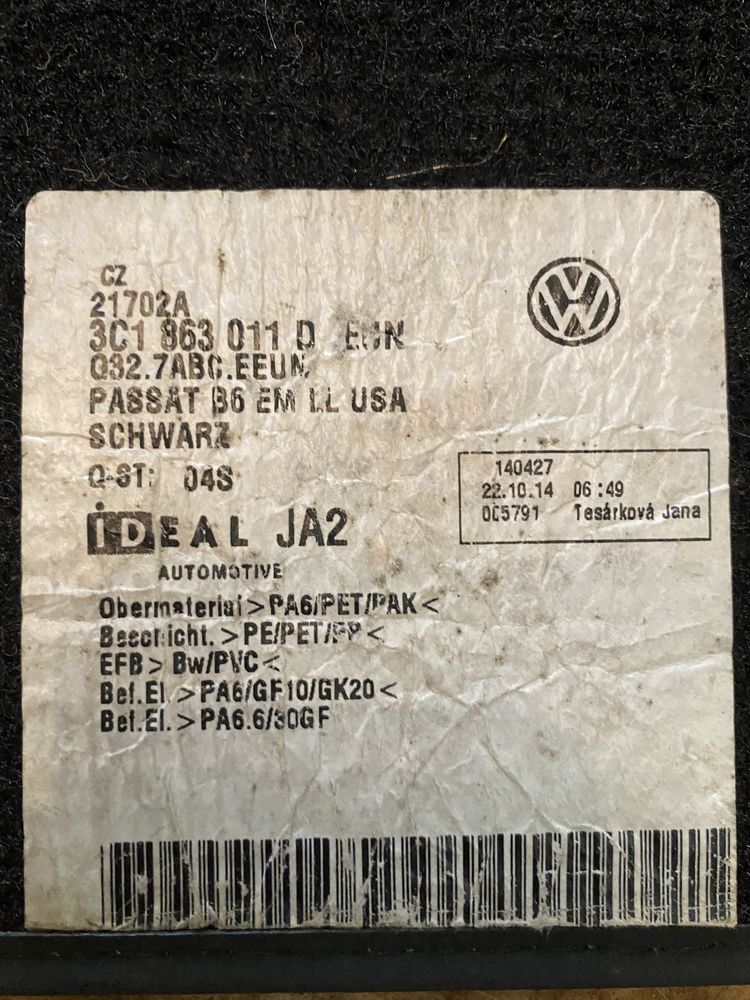 CZ
21702A
3C1 863 011 D EUN
Q32.7ABC.EEUN
PASSAT B6 EM LL USA
SCHWARZ
Q-ST: 04S
140427
22.10.14 06:49
005791 Tesárková Jana
iDEAL JA2
AUTOMOTIVE
Obermaterial>PA6/PET/PAK<
Beschicht.>PE/PET/PP<
EFB>Bw/PVC<
Bef.El.>PA6/GF10/GK20<
Bef.El.>PA6.6/30GF